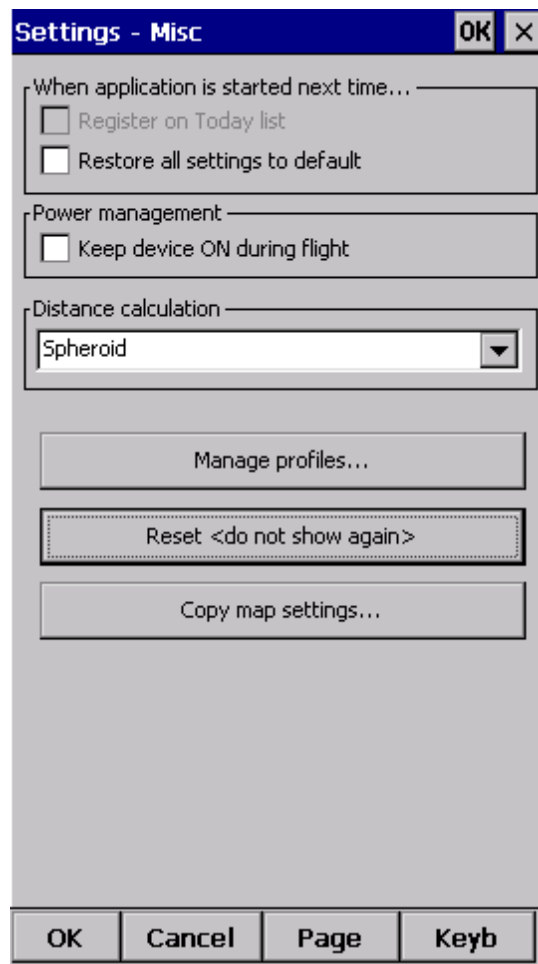 Settings - Misc OK ×
When application is started next time...
Register on Today list
Restore all settings to default
Power management
Keep device ON during flight
Distance calculation
Spheroid
Manage profiles...
Reset <do not show again>
Copy map settings...
OK Cancel Page Keyb